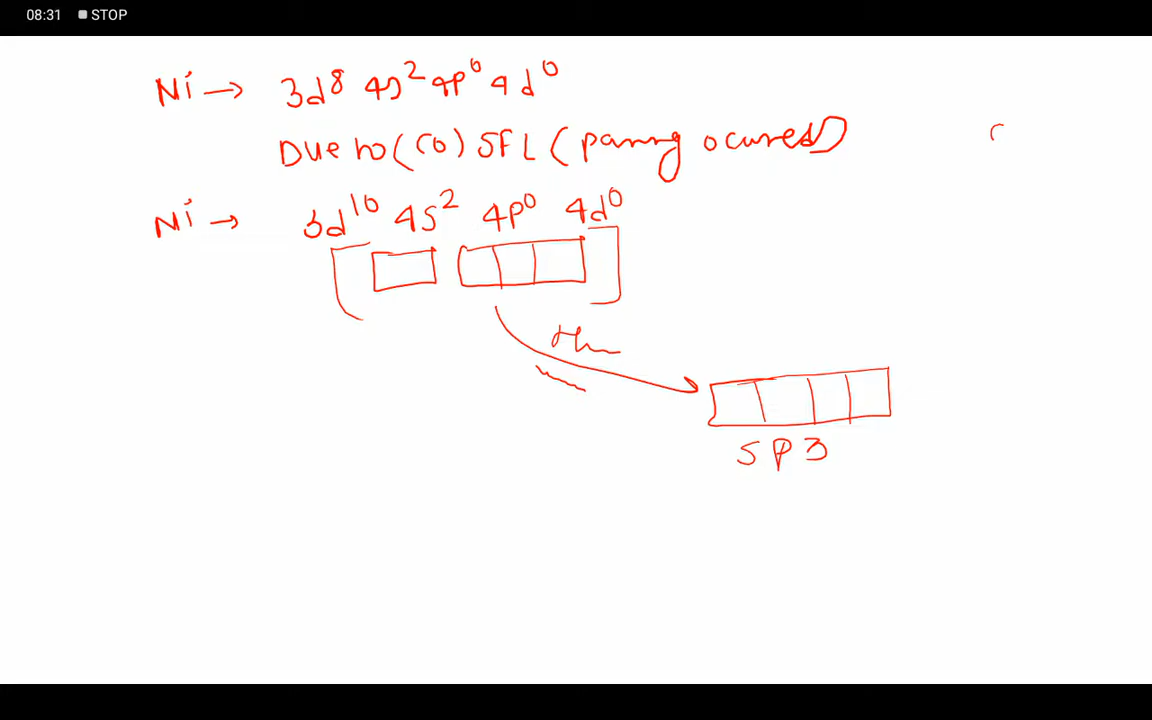 08:31 STOP
Ni → 3d⁸ 4s² 4p⁰ 4d⁰
Due to (CO) SFL (pairing ocured)
Ni → 3d¹⁰ 4s² 4p⁰ 4d⁰
SP3